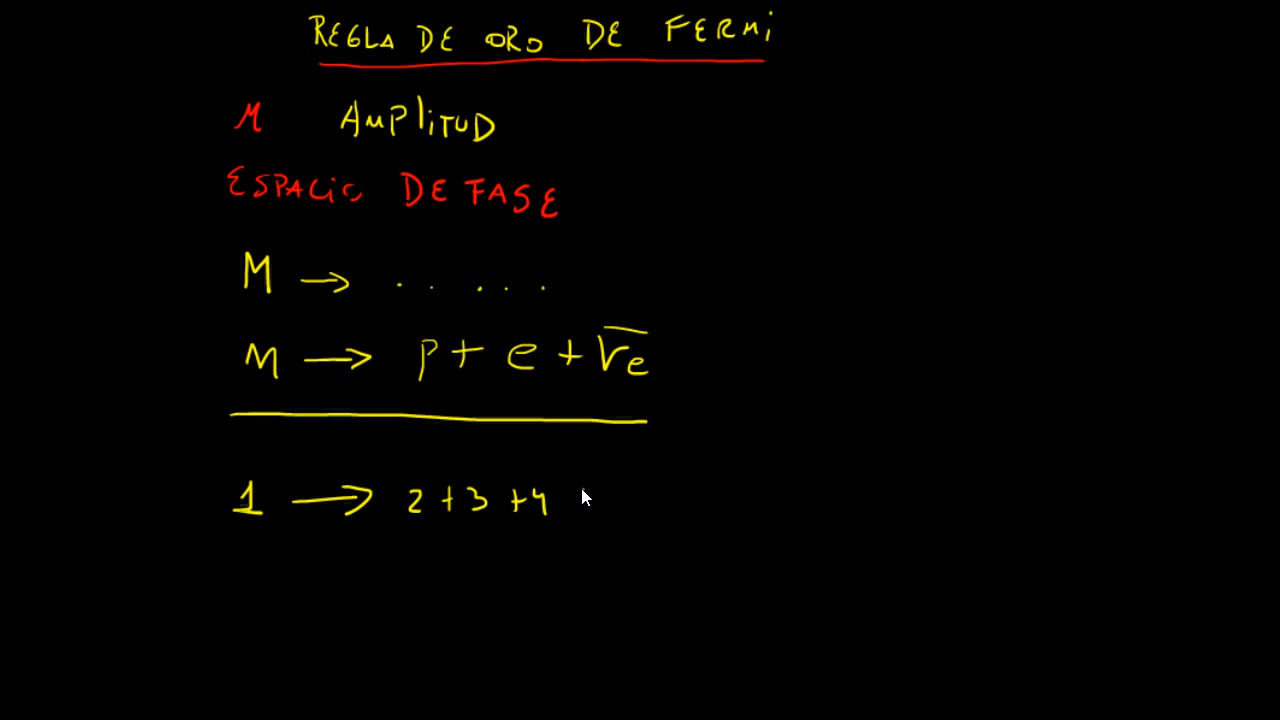 REGLA DE ORO DE FERMi
M AMPliTUD
ESPACiO DE FASE
M → . . . . .
n → p + e + ν̅e
1 → 2 + 3 + 4